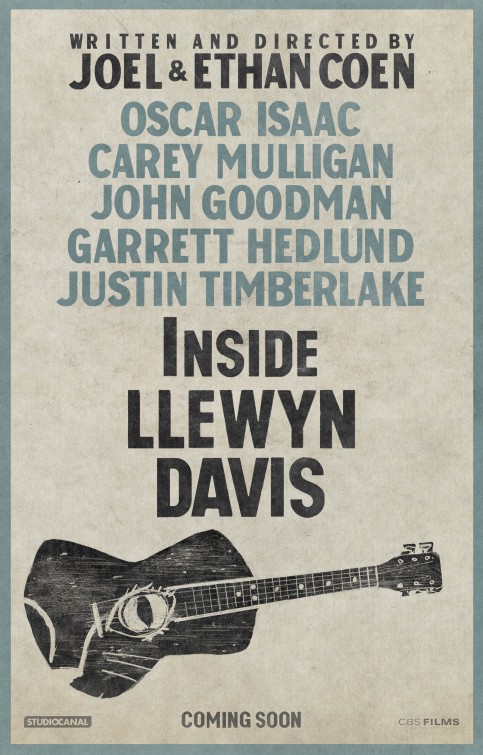 WRITTEN AND DIRECTED BY
JOEL & ETHAN COEN
OSCAR ISAAC
CAREY MULLIGAN
JOHN GOODMAN
GARRETT HEDLUND
JUSTIN TIMBERLAKE
INSIDE
LLEWYN
DAVIS
STUDIOCANAL COMING SOON CBS FILMS